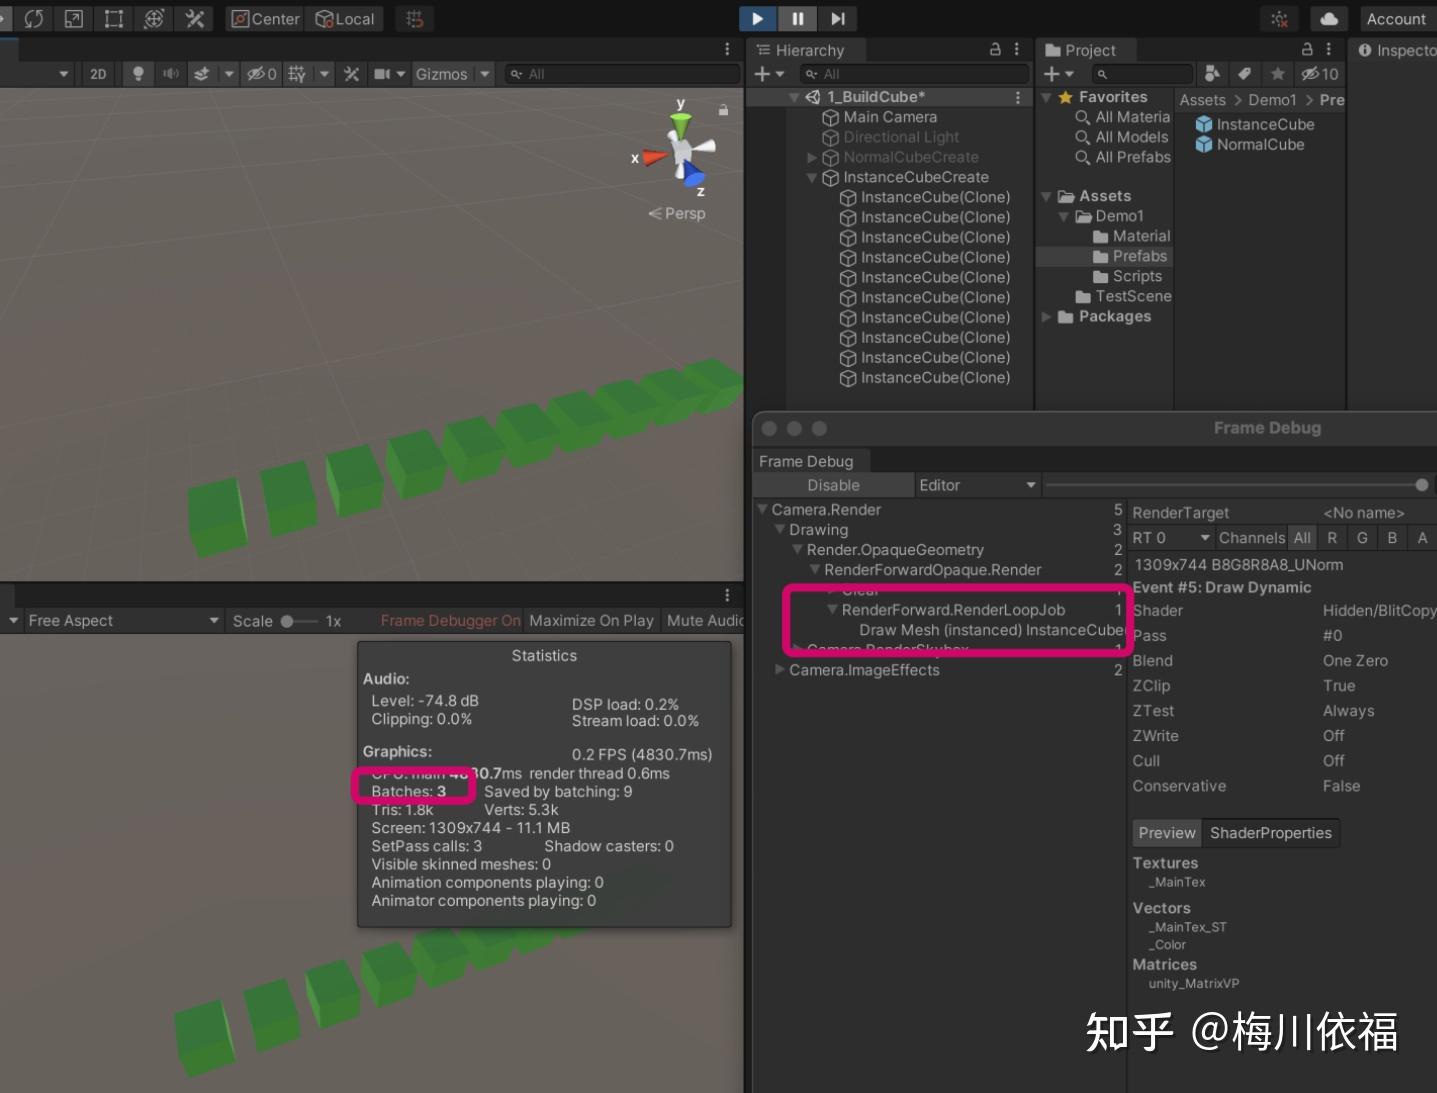 Center
Local
Account
2D
0
Gizmos
All
Hierarchy
All
Project
10
Inspecto
y
x
z
Persp
1_BuildCube*
Main Camera
Directional Light
NormalCubeCreate
InstanceCubeCreate
InstanceCube(Clone)
InstanceCube(Clone)
InstanceCube(Clone)
InstanceCube(Clone)
InstanceCube(Clone)
InstanceCube(Clone)
InstanceCube(Clone)
InstanceCube(Clone)
InstanceCube(Clone)
InstanceCube(Clone)
Favorites
All Materia
All Models
All Prefabs
Assets
Demo1
Material
Prefabs
Scripts
TestScene
Packages
Assets > Demo1 > Pre
InstanceCube
NormalCube
Free Aspect
Scale
1x
Frame Debugger On
Maximize On Play
Mute Audio
Statistics
Audio:
Level: -74.8 dB
DSP load: 0.2%
Clipping: 0.0%
Stream load: 0.0%
Graphics:
0.2 FPS (4830.7ms)
CPU: main 4830.7ms render thread 0.6ms
Batches: 3 Saved by batching: 9
Tris: 1.8k Verts: 5.3k
Screen: 1309x744 - 11.1 MB
SetPass calls: 3 Shadow casters: 0
Visible skinned meshes: 0
Animation components playing: 0
Animator components playing: 0
Frame Debug
Frame Debug
Disable
Editor
Camera.Render 5
Drawing 3
Render.OpaqueGeometry 2
RenderForwardOpaque.Render 2
Clear 1
RenderForward.RenderLoopJob 1
Draw Mesh (instanced) InstanceCube(
Camera.RenderSkybox 1
Camera.ImageEffects 2
RenderTarget <No name>
RT 0 Channels All R G B A
1309x744 B8G8R8A8_UNorm
Event #5: Draw Dynamic
Shader Hidden/BlitCopy
Pass #0
Blend One Zero
ZClip True
ZTest Always
ZWrite Off
Cull Off
Conservative False
Preview ShaderProperties
Textures
_MainTex
Vectors
_MainTex_ST
_Color
Matrices
unity_MatrixVP
知乎 @梅川依福